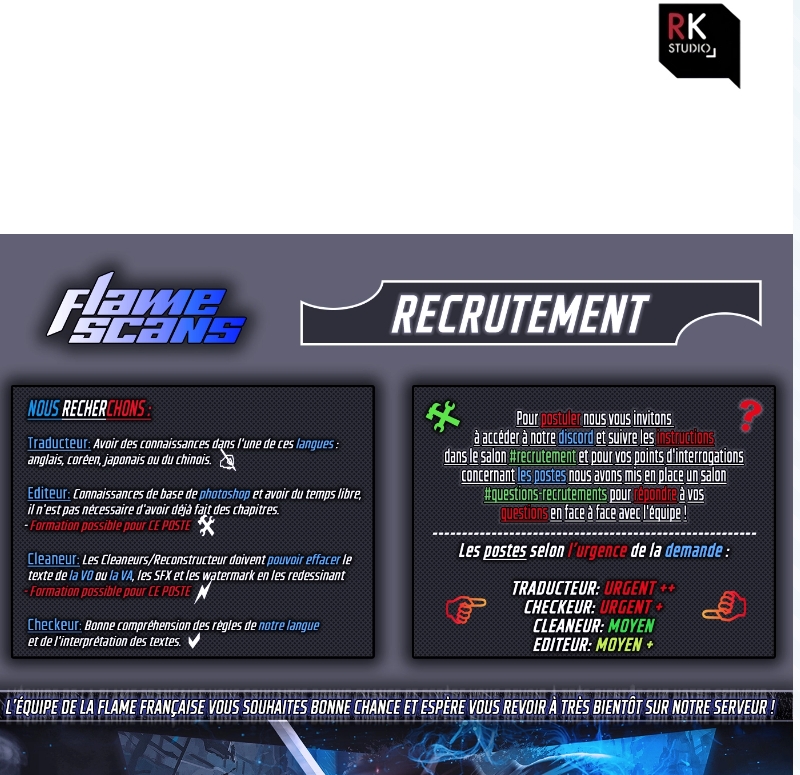 RK
STUDIO
Flame
SCANS
RECRUTEMENT
NOUS RECHERCHONS :
Traducteur: Avoir des connaissances dans l'une de ces langues :
anglais, coréen, japonais ou du chinois.
Editeur: Connaissances de base de photoshop et avoir du temps libre,
il n'est pas nécessaire d'avoir déjà fait des chapitres.
- Formation possible pour CE POSTE
Cleaneur: Les Cleaneurs/Reconstructeur doivent pouvoir effacer le
texte de la VO ou la VA, les SFX et les watermark en les redessinant
- Formation possible pour CE POSTE
Checkeur: Bonne compréhension des règles de notre langue
et de l'interprétation des textes.
Pour postuler nous vous invitons
à accéder à notre discord et suivre les instructions
dans le salon #recrutement et pour vos points d'interrogations
concernant les postes nous avons mis en place un salon
#questions-recrutements pour répondre à vos
questions en face à face avec l'équipe !
Les postes selon l'urgence de la demande :
TRADUCTEUR: URGENT ++
CHECKEUR: URGENT +
CLEANEUR: MOYEN
EDITEUR: MOYEN +
L'ÉQUIPE DE LA FLAME FRANÇAISE VOUS SOUHAITES BONNE CHANCE ET ESPÈRE VOUS REVOIR À TRÈS BIENTÔT SUR NOTRE SERVEUR !